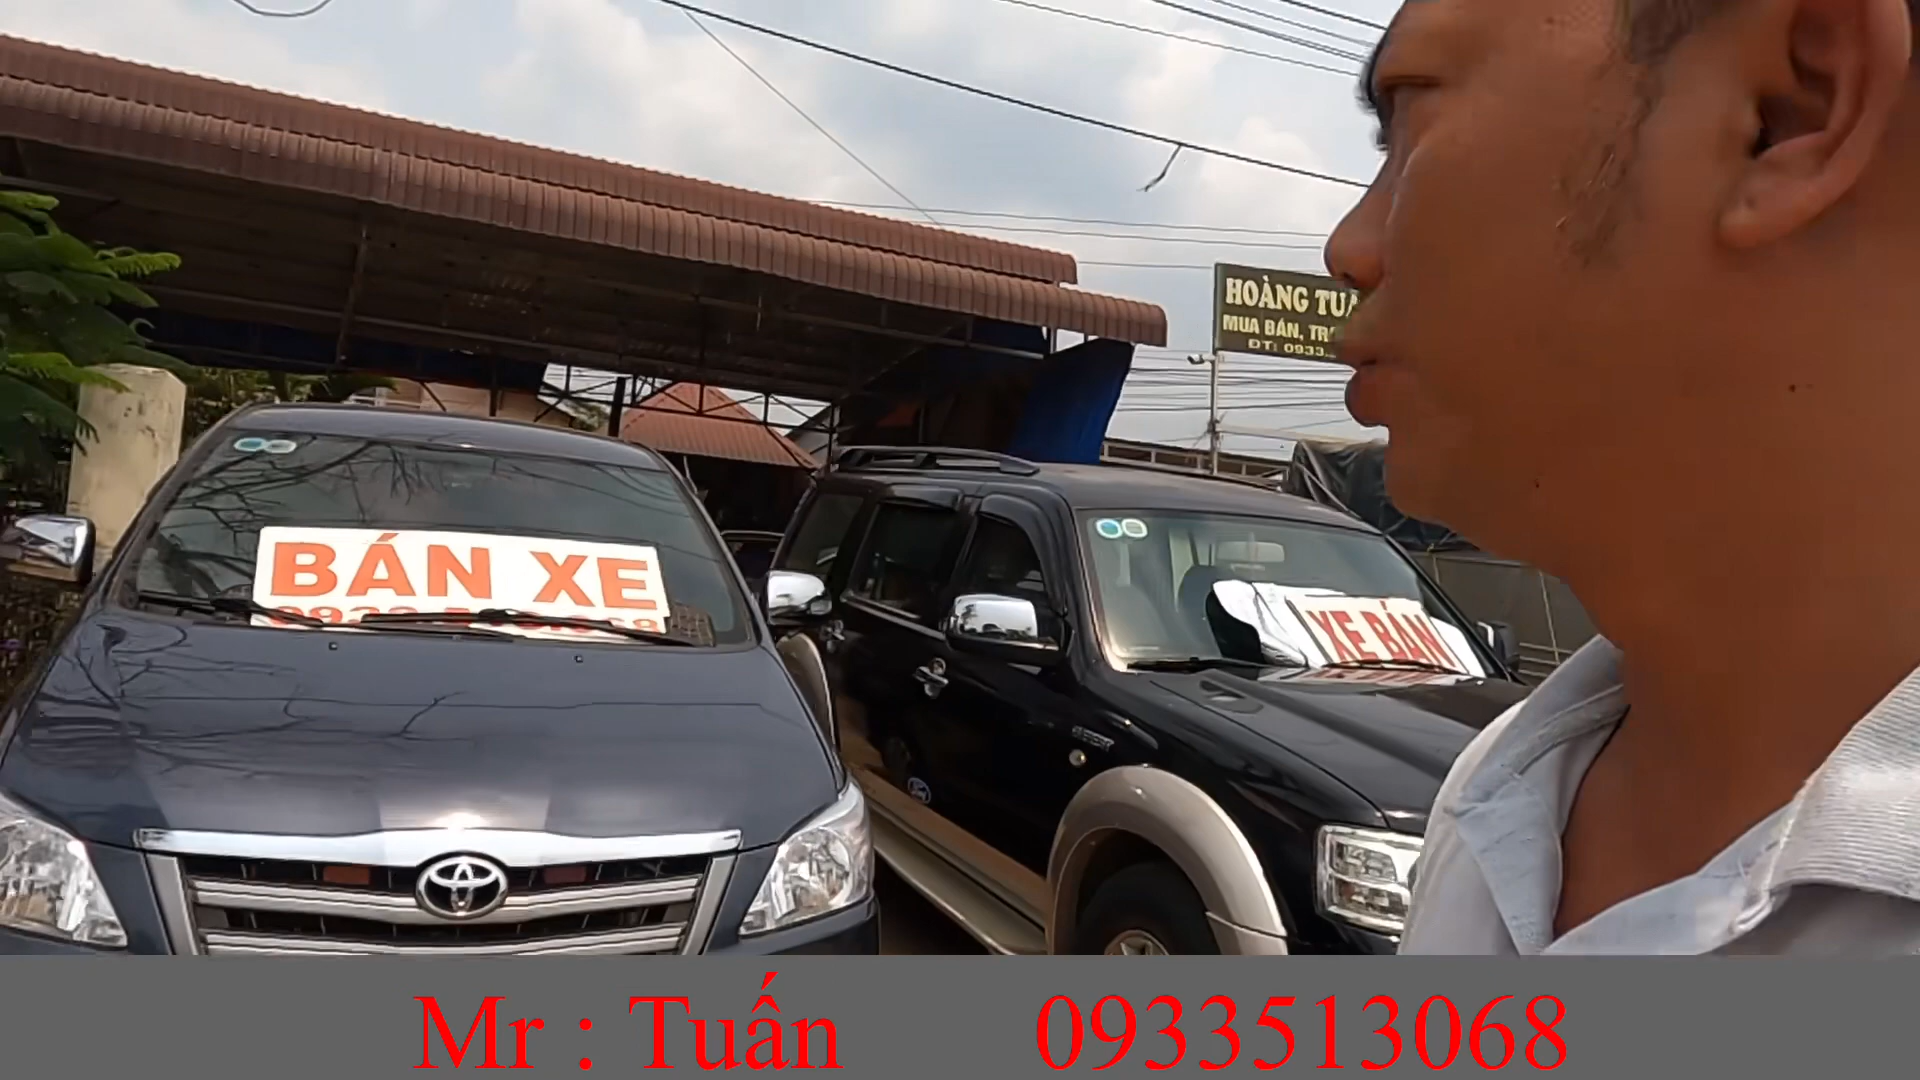 HOÀNG TUẤ
MUA BÁN, TR
ĐT: 0933
BÁN XE
XE BÁN
Mr : Tuấn 0933513068